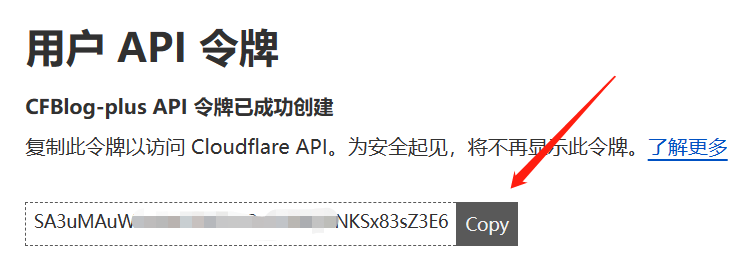 用户 API 令牌
CFBlog-plus API 令牌已成功创建
复制此令牌以访问 Cloudflare API。为安全起见，将不再显示此令牌。了解更多
SA3uMAuW NKSx83sZ3E6 Copy